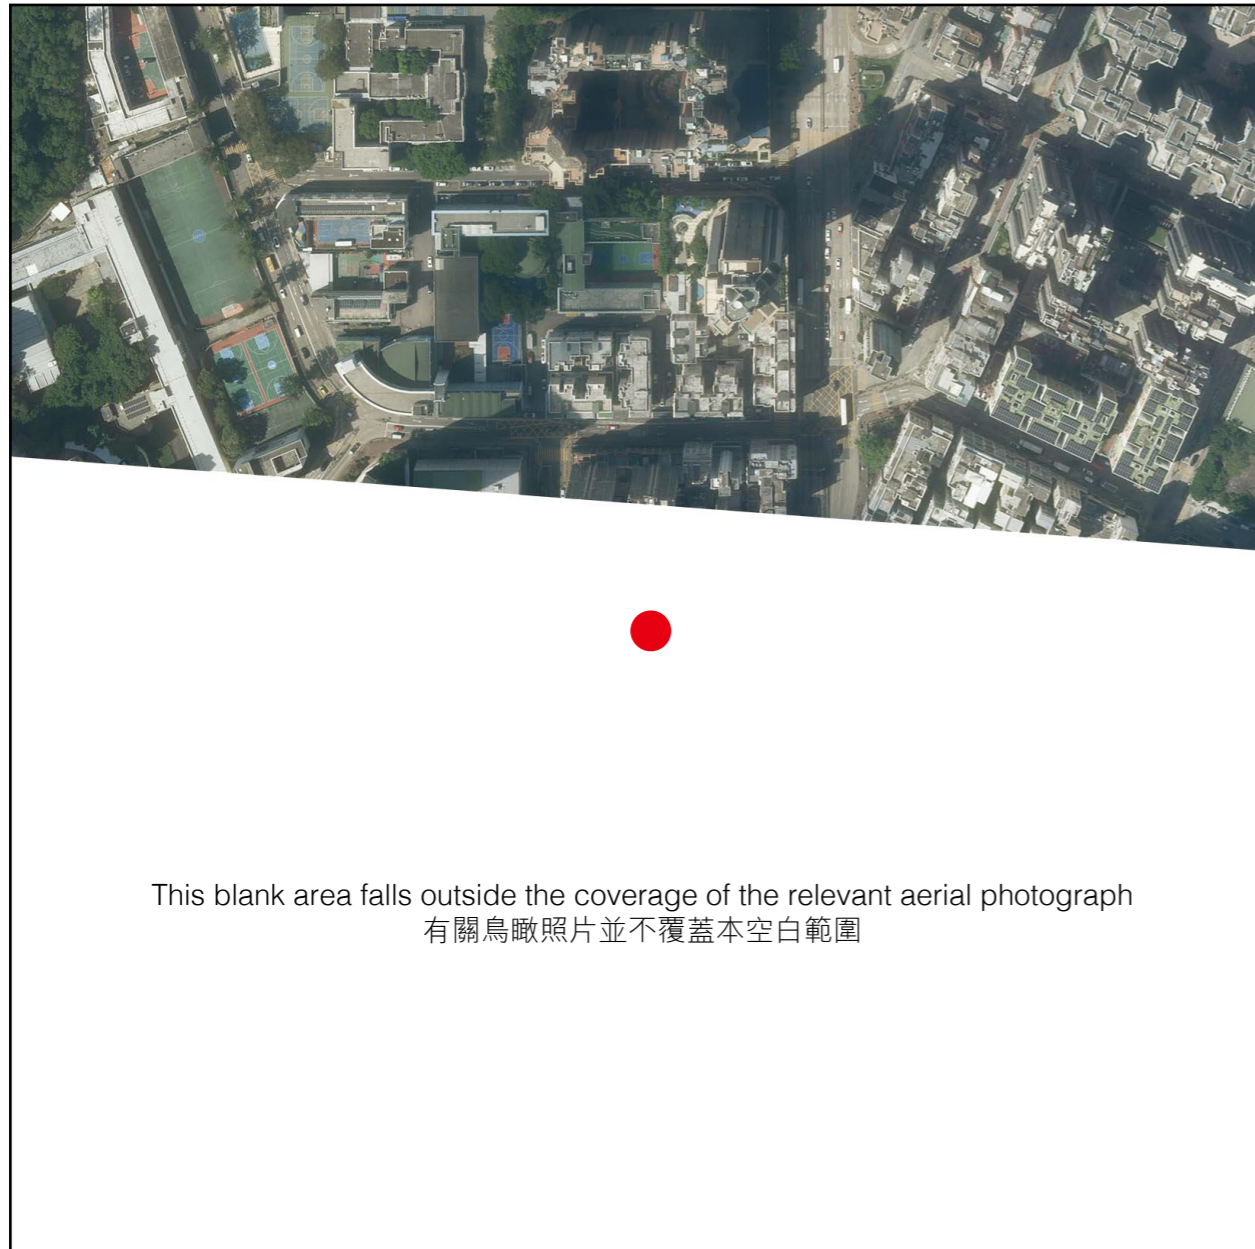 This blank area falls outside the coverage of the relevant aerial photograph
有關鳥瞰照片並不覆蓋本空白範圍